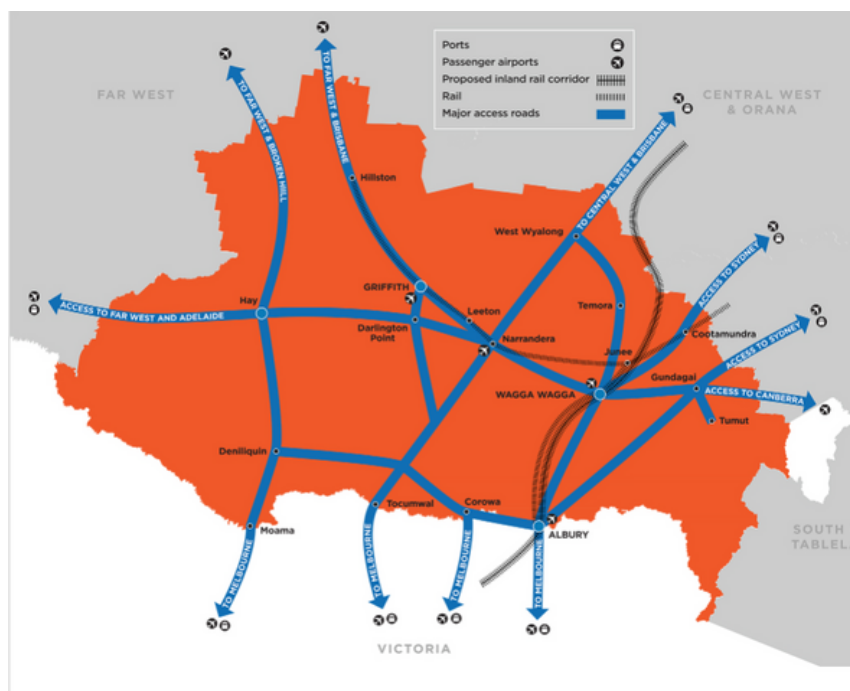 Ports
Passenger airports
Proposed inland rail corridor
Rail
Major access roads
FAR WEST
CENTRAL WEST
& ORANA
TO FAR WEST & BROKEN HIILL
TO FAR WEST & BRISBANE
TO CENTRAL WEST & BRISBANE
Hillston
West Wyalong
ACCESS TO SYDNEY
GRIFFITH
Hay
ACCESS TO FAR WEST AND ADELAIDE
Leeton
Temora
Darlington
Point
Narrandera
Cootamundra
Junee
ACCESS TO SYDNEY
Gundagai
WAGGA WAGGA
ACCESS TO CANBERRA
Tumut
Deniliquin
Tocumwal
Corowa
Moama
ALBURY
SOUTH
TABLEL
TO MELBOURNE
TO MELBOURNE
TO MELBOURNE
TO MELBOURNE
VICTORIA